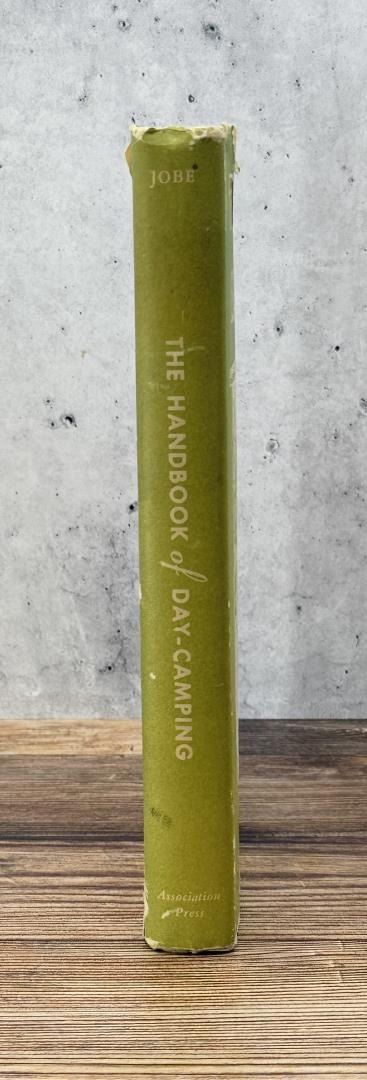 JOBE
THE HANDBOOK of DAY-CAMPING
Association
Press